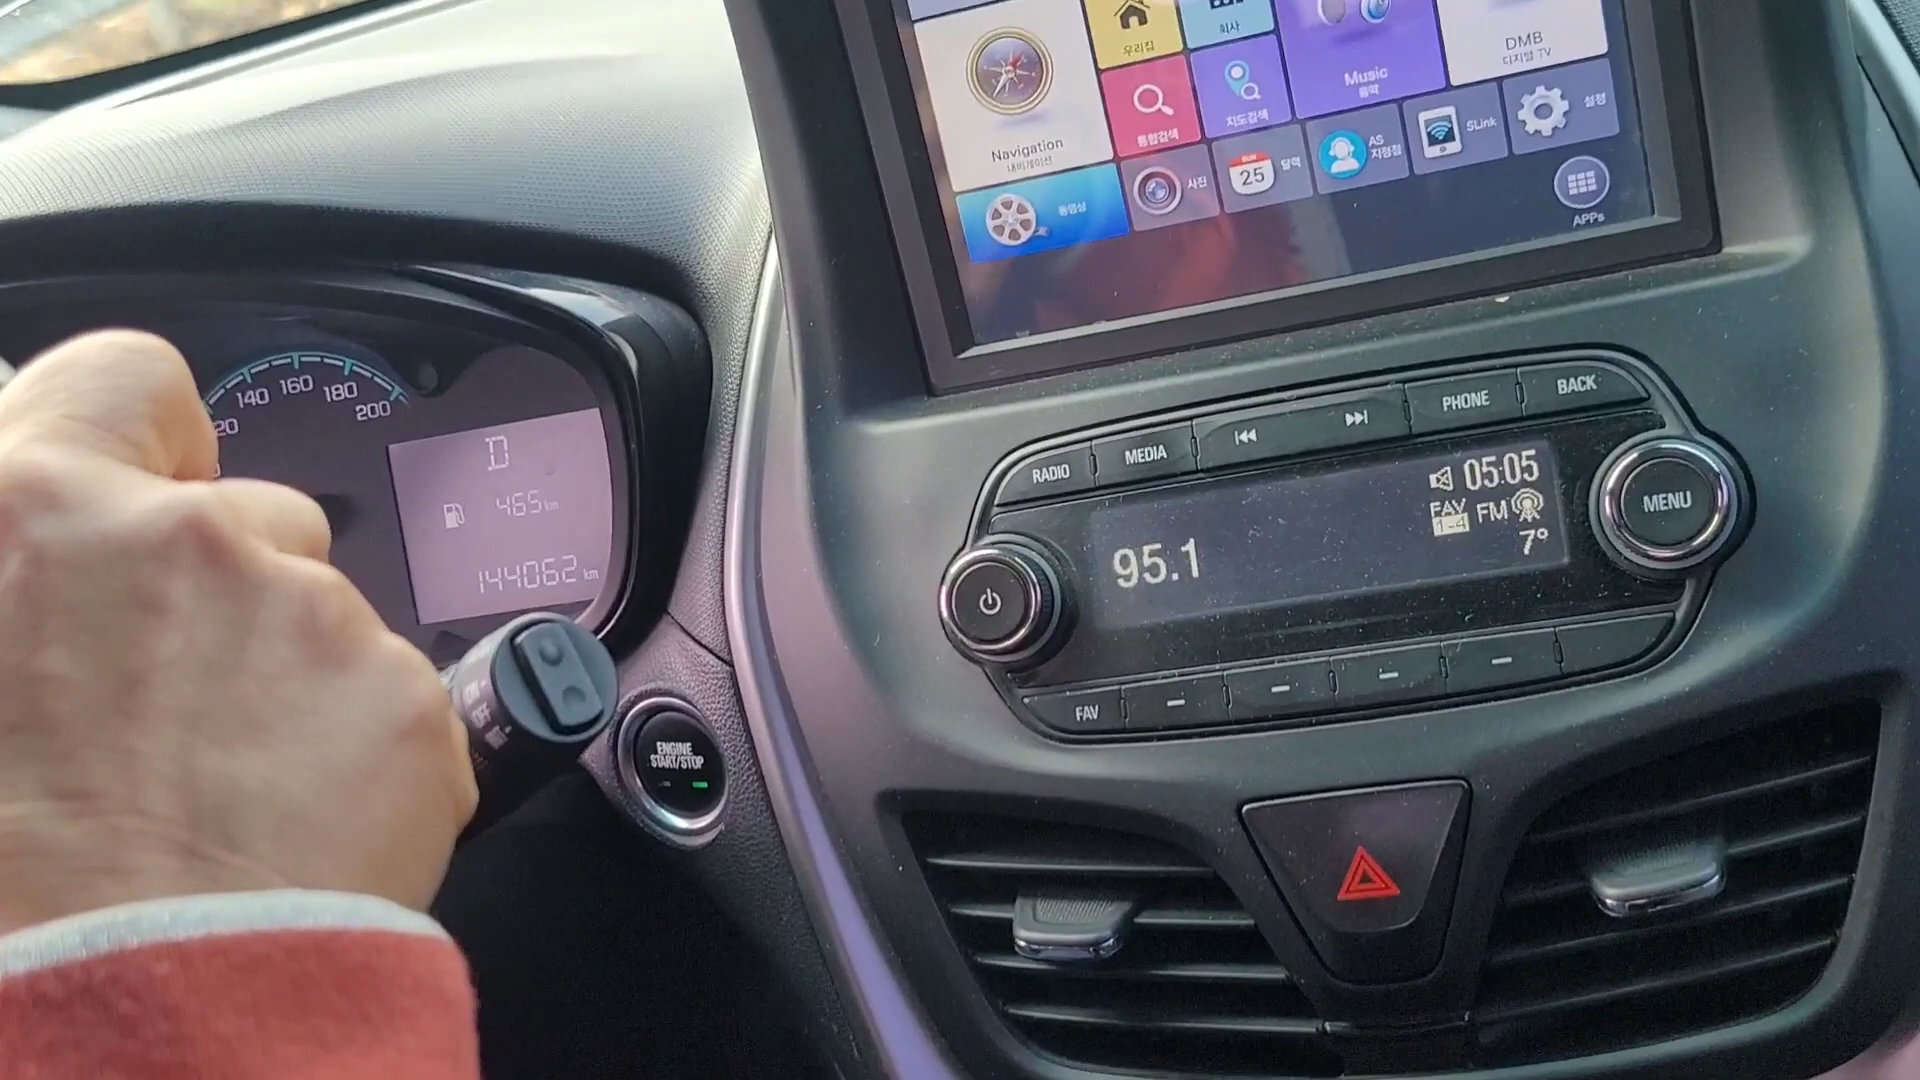 우리집
회사
Navigation
내비게이션
통합검색
지도검색
Music
음악
DMB
디지털 TV
동영상
사진
SUN
25
달력
AS
지정점
SLink
설정
APPs
140
160
180
200
D
465 km
144062 km
OFF
ENGINE
START/STOP
RADIO
MEDIA
PHONE
BACK
05:05
FAV
1-4
FM
7°
95.1
MENU
FAV